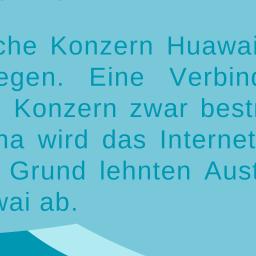 che Konzern Huawai
egen. Eine Verbind
Konzern zwar bestr
na wird das Internet
Grund lehnten Aust
wai ab.